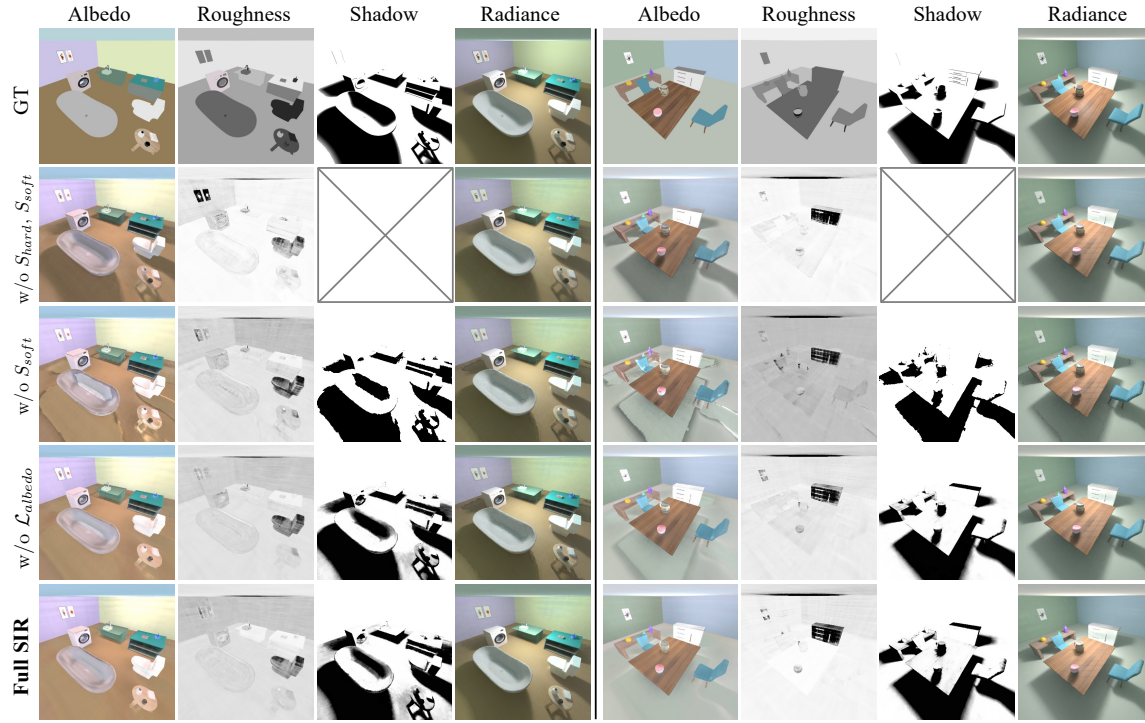 Albedo Roughness Shadow Radiance Albedo Roughness Shadow Radiance
GT
w/o S_hard, S_soft
w/o S_soft
w/o ℒ_albedo
Full SIR